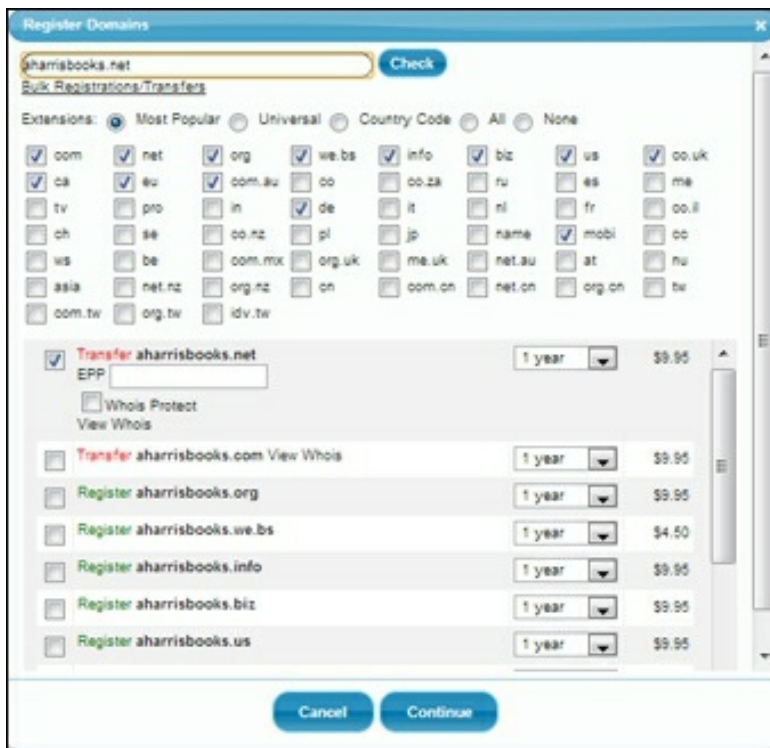 Register Domains x
aharrisbooks.net Check
Bulk Registrations/Transfers
Extensions: Most Popular Universal Country Code All None
com net org we.bs info biz us co.uk
ca eu com.au co co.za ru es me
tv pro in de it nl fr co.il
ch se co.nz pl jp name mobi cc
ws be com.mx org.uk me.uk net.au at nu
asia net.nz org.nz cn com.cn net.cn org.cn tw
com.tw org.tw idv.tw
Transfer aharrisbooks.net 1 year $9.95
EPP
Whois Protect
View Whois
Transfer aharrisbooks.com View Whois 1 year $9.95
Register aharrisbooks.org 1 year $9.95
Register aharrisbooks.we.bs 1 year $4.50
Register aharrisbooks.info 1 year $9.95
Register aharrisbooks.biz 1 year $9.95
Register aharrisbooks.us 1 year $9.95
Cancel Continue